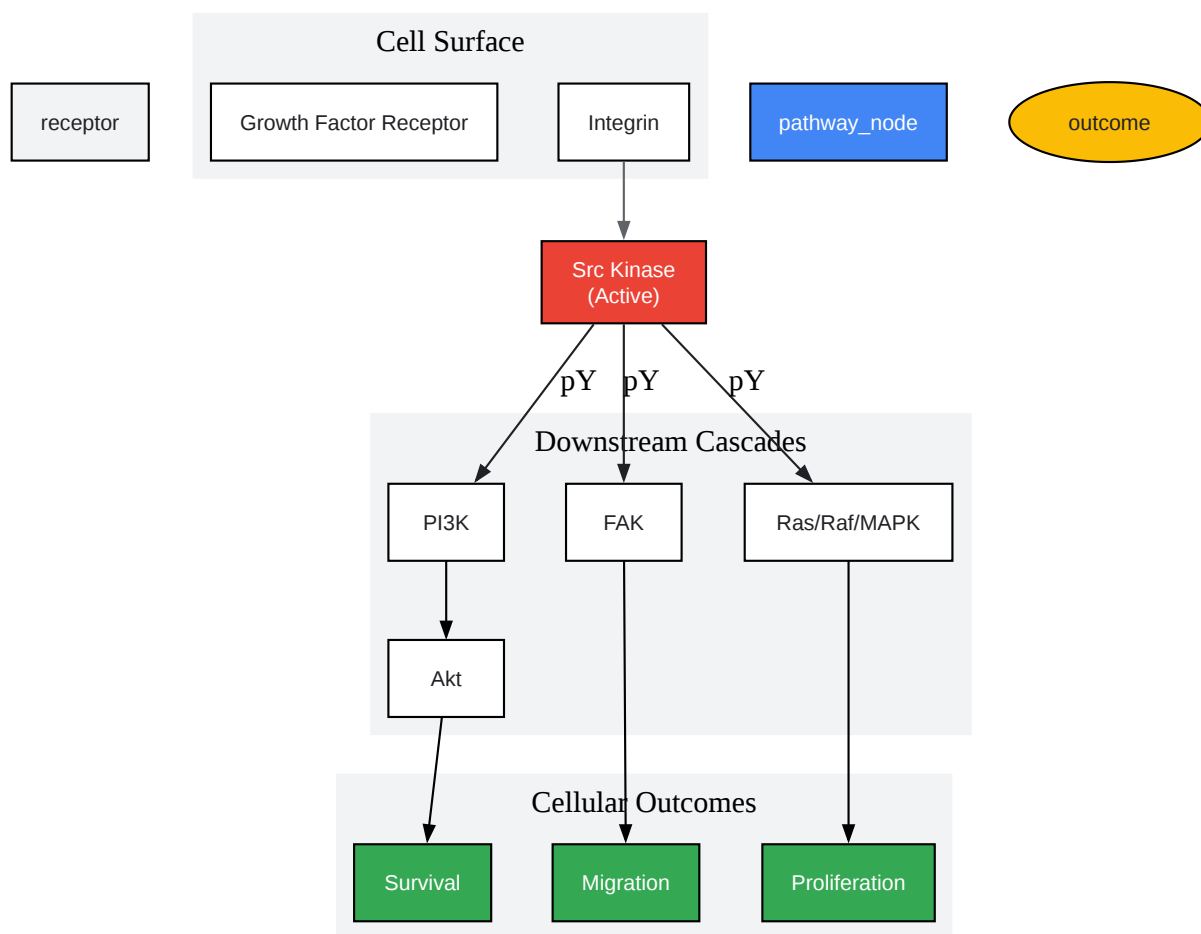 Cell Surface
receptor
Growth Factor Receptor
Integrin
pathway_node
outcome
Src Kinase
(Active)
pY
pY
pY
Downstream Cascades
PI3K
FAK
Ras/Raf/MAPK
Akt
Cellular Outcomes
Survival
Migration
Proliferation